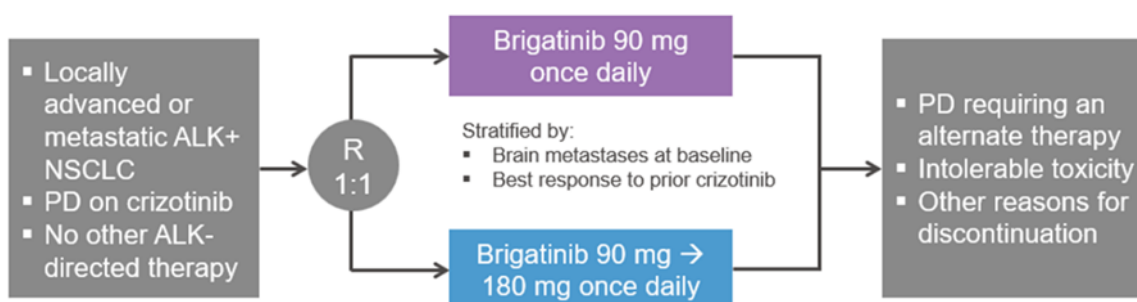 ▪ Locally
advanced or
metastatic ALK+
NSCLC
▪ PD on crizotinib
▪ No other ALK-
directed therapy
R
1:1
Brigatinib 90 mg
once daily
Stratified by:
▪ Brain metastases at baseline
▪ Best response to prior crizotinib
Brigatinib 90 mg →
180 mg once daily
▪ PD requiring an
alternate therapy
▪ Intolerable toxicity
▪ Other reasons for
discontinuation